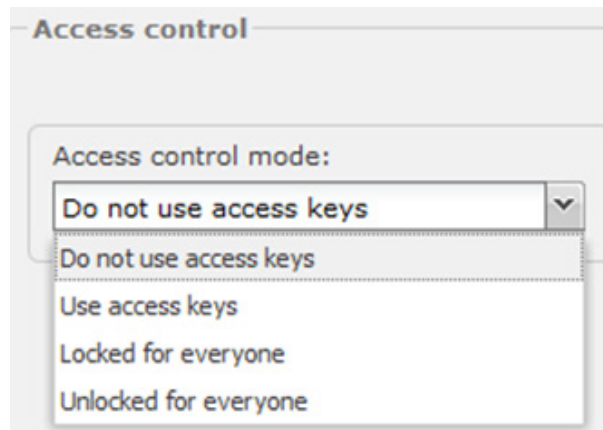 Access control
Access control mode:
Do not use access keys
Do not use access keys
Use access keys
Locked for everyone
Unlocked for everyone